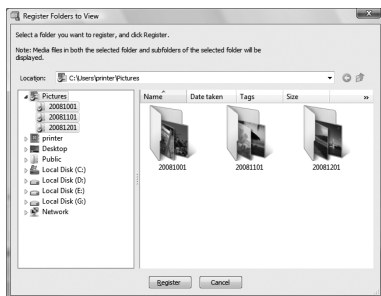 Register Folders to View
Select a folder you want to register, and click Register.
Note: Media files in both the selected folder and subfolders of the selected folder will be
displayed.
Location: C:\Users\printer\Pictures
Pictures
20081001
20081101
20081201
printer
Desktop
Public
Local Disk (C:)
Local Disk (D:)
Local Disk (E:)
Local Disk (G:)
Network
Name Date taken Tags Size »
20081001 20081101 20081201
Register Cancel